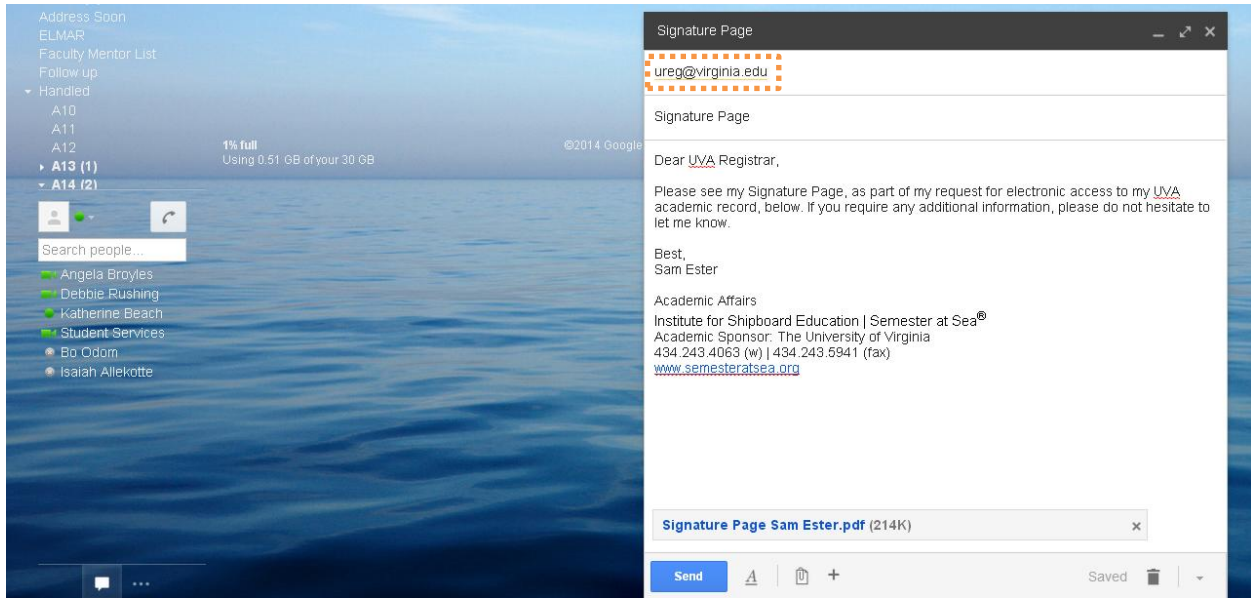 Address Soon
ELMAR
Faculty Mentor List
Follow up
Handled
A10
A11
A12
A13 (1)
A14 (2)
1% full
Using 0.51 GB of your 30 GB
©2014 Google
Search people...
Angela Broyles
Debbie Rushing
Katherine Beach
Student Services
Bo Odom
Isaiah Allekotte
Signature Page
ureg@virginia.edu
Signature Page
Dear UVA Registrar,
Please see my Signature Page, as part of my request for electronic access to my UVA
academic record, below. If you require any additional information, please do not hesitate to
let me know.
Best,
Sam Ester
Academic Affairs
Institute for Shipboard Education | Semester at Sea®
Academic Sponsor: The University of Virginia
434.243.4063 (w) | 434.243.5941 (fax)
www.semesteratsea.org
Signature Page Sam Ester.pdf (214K)
Send
A
Saved